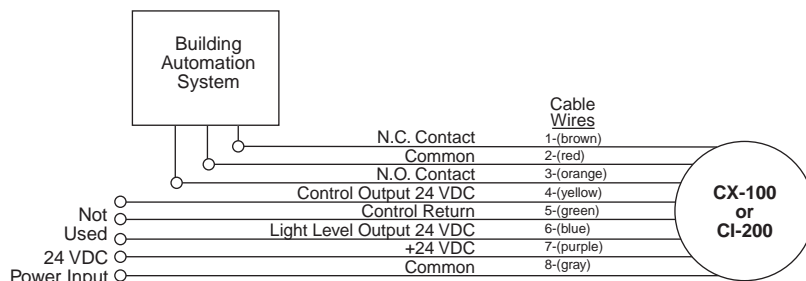 Building
Automation
System
Cable
Wires
N.C. Contact 1-(brown)
Common 2-(red)
N.O. Contact 3-(orange)
Control Output 24 VDC 4-(yellow)
Not
Used
Control Return 5-(green)
Light Level Output 24 VDC 6-(blue)
24 VDC
Power Input
+24 VDC 7-(purple)
Common 8-(gray)
CX-100
or
CI-200